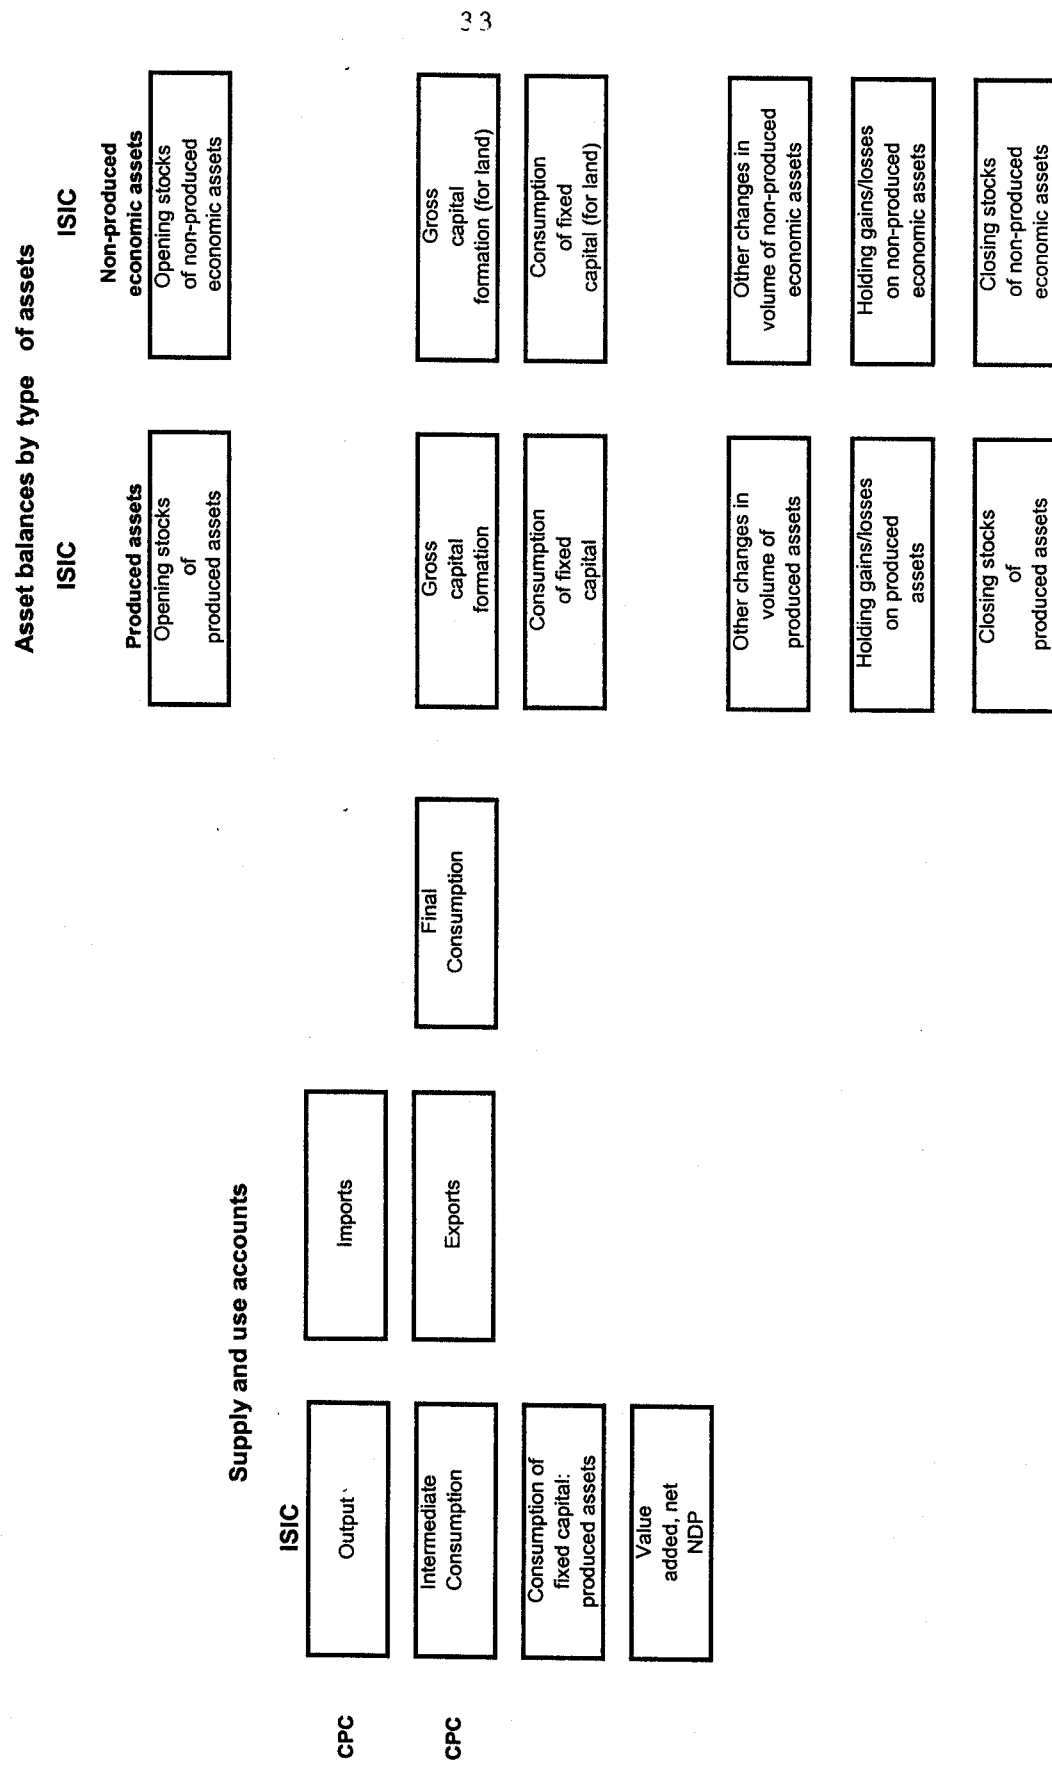 33
Asset balances by type of assets
ISIC
ISIC
Produced assets
Non-produced
economic assets
Opening stocks
of
produced assets
Opening stocks
of non-produced
economic assets
Supply and use accounts
ISIC
CPC
Output
Imports
CPC
Intermediate
Consumption
Exports
Final
Consumption
Gross
capital
formation
Gross
capital
formation (for land)
Consumption of
fixed capital:
produced assets
Consumption
of fixed
capital
Consumption
of fixed
capital (for land)
Value
added, net
NDP
Other changes in
volume of
produced assets
Other changes in
volume of non-produced
economic assets
Holding gains/losses
on produced
assets
Holding gains/losses
on non-produced
economic assets
Closing stocks
of
produced assets
Closing stocks
of non-produced
economic assets